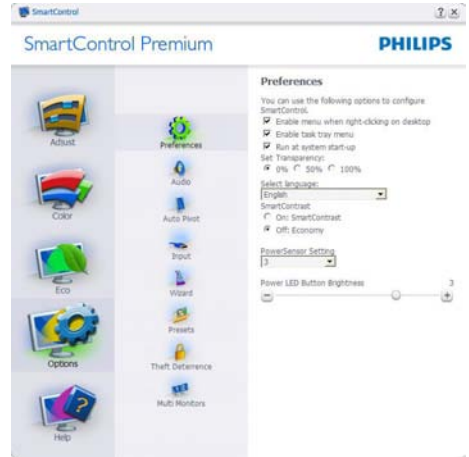 SmartControl
SmartControl Premium
PHILIPS
Adjust
Color
Eco
Options
Help
Preferences
Audio
Auto Pivot
Input
Wizard
Presets
Theft Deterrence
Multi Monitors
Preferences
You can use the following options to configure
SmartControl.
Enable menu when right-clicking on desktop
Enable task tray menu
Run at system start-up
Set Transparency:
0% 50% 100%
Select language:
English
SmartContrast
On: SmartContrast
Off: Economy
PowerSensor Setting
3
Power LED Button Brightness 3